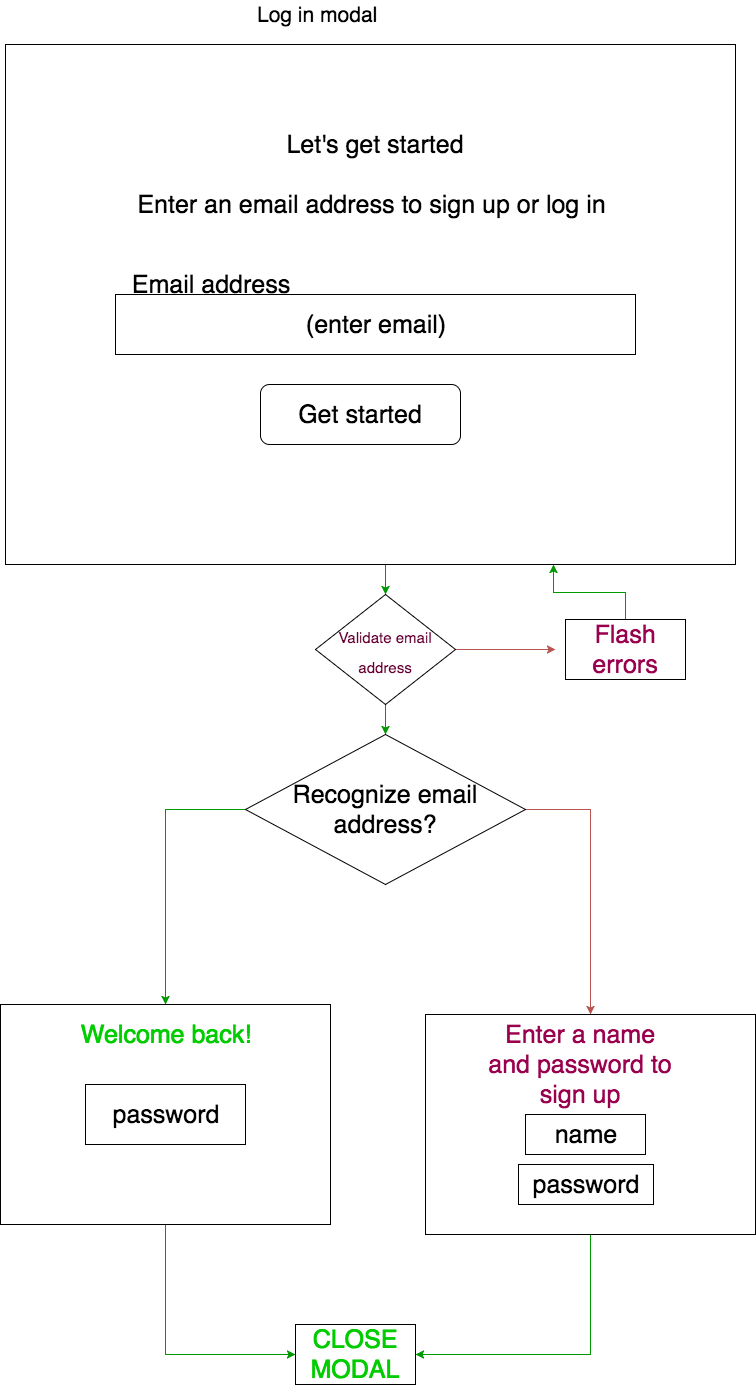 Log in modal
Let's get started
Enter an email address to sign up or log in
Email address
(enter email)
Get started
Validate email
address
Flash
errors
Recognize email
address?
Welcome back!
password
Enter a name
and password to
sign up
name
password
CLOSE
MODAL